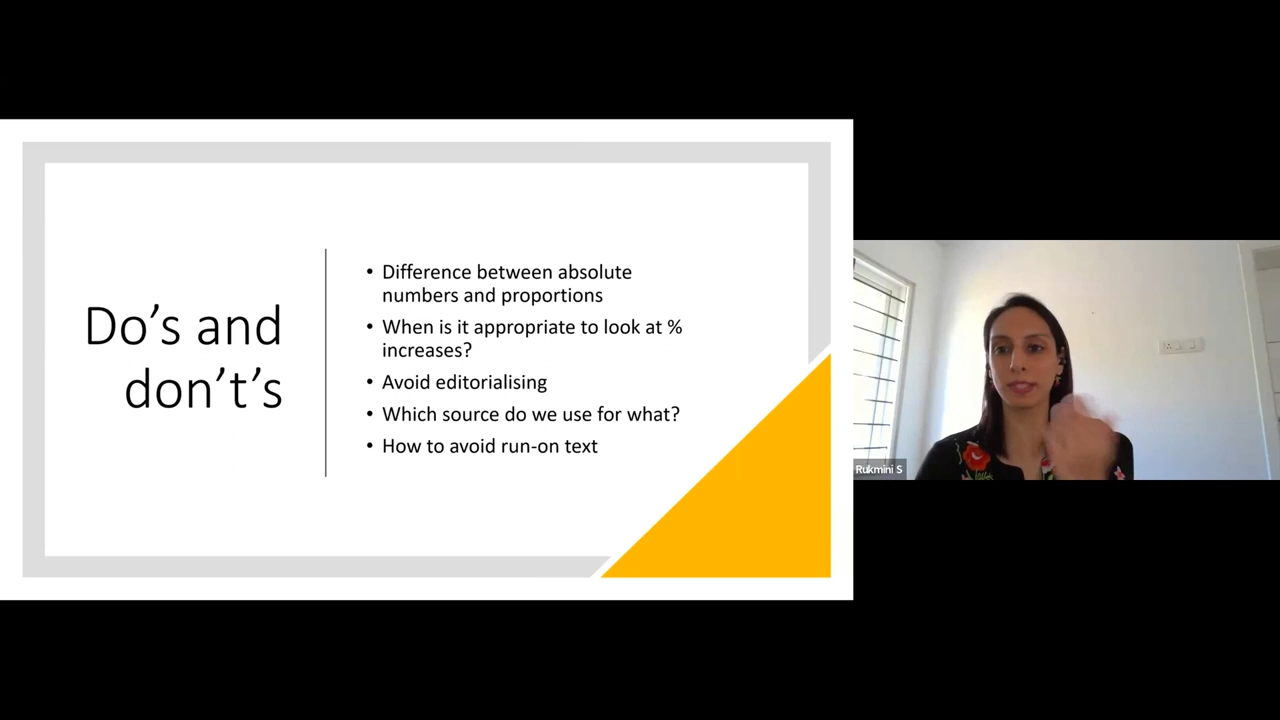 Do’s and
don’t’s
• Difference between absolute
numbers and proportions
• When is it appropriate to look at %
increases?
• Avoid editorialising
• Which source do we use for what?
• How to avoid run-on text
Rukmini S